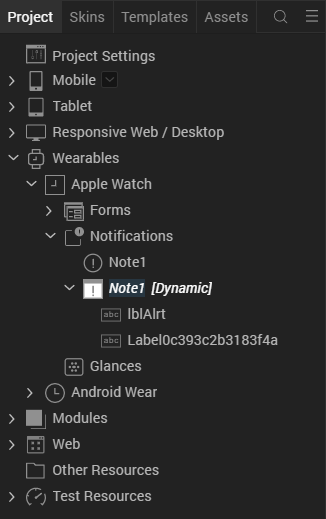 Project Skins Templates Assets
Project Settings
Mobile
Tablet
Responsive Web / Desktop
Wearables
Apple Watch
Forms
Notifications
Note1
Note1 [Dynamic]
abc lblAlrt
abc Label0c393c2b3183f4a
Glances
Android Wear
Modules
Web
Other Resources
Test Resources